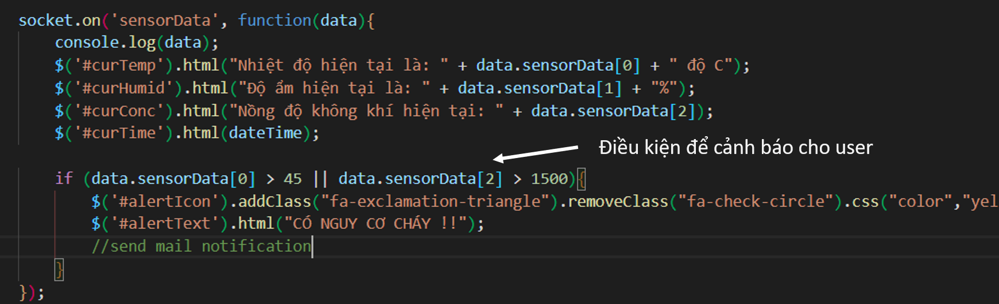 socket.on('sensorData', function(data){
console.log(data);
$('#curTemp').html("Nhiệt độ hiện tại là: " + data.sensorData[0] + " độ C");
$('#curHumid').html("Độ ẩm hiện tại là: " + data.sensorData[1] + "%");
$('#curConc').html("Nồng độ không khí hiện tại: " + data.sensorData[2]);
$('#curTime').html(dateTime);
Điều kiện để cảnh báo cho user
if (data.sensorData[0] > 45 || data.sensorData[2] > 1500){
$('#alertIcon').addClass("fa-exclamation-triangle").removeClass("fa-check-circle").css("color","yel
$('#alertText').html("CÓ NGUY CƠ CHÁY !!");
//send mail notification
}
});